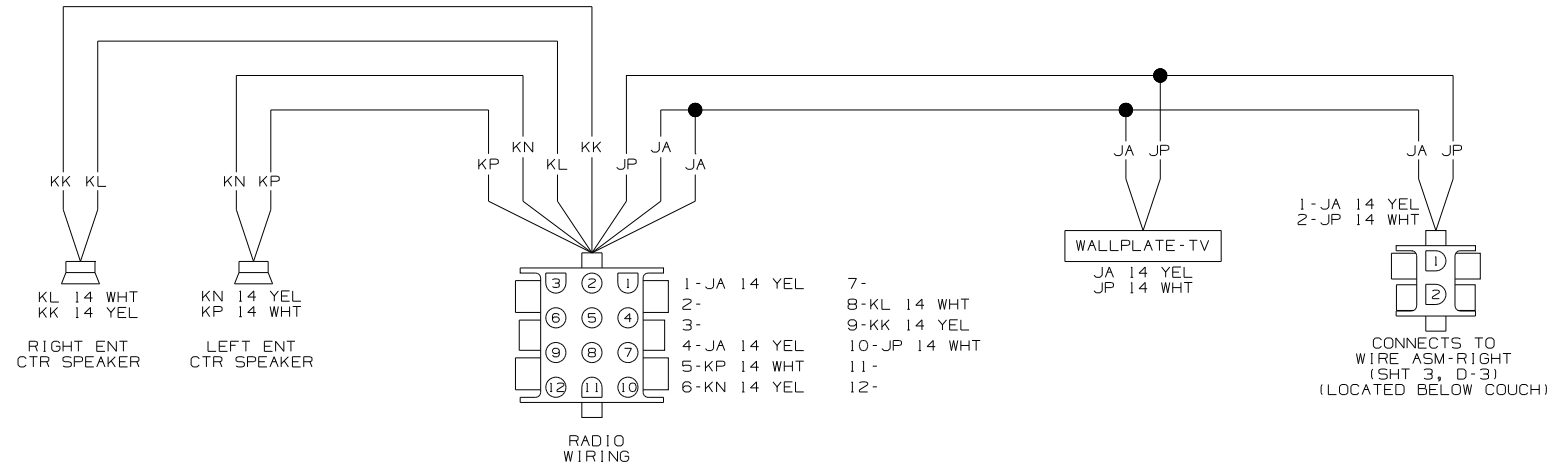 KK
KN
JA
KP
KL
JP
JA
JA JP
JA JP
KK KL
KN KP
1-JA 14 YEL
2-JP 14 WHT
WALLPLATE-TV
JA 14 YEL
JP 14 WHT
1
2
KL 14 WHT
KK 14 YEL
RIGHT ENT
CTR SPEAKER
KN 14 YEL
KP 14 WHT
LEFT ENT
CTR SPEAKER
3 2 1
6 5 4
9 8 7
12 11 10
1-JA 14 YEL
2-
3-
4-JA 14 YEL
5-KP 14 WHT
6-KN 14 YEL
7-
8-KL 14 WHT
9-KK 14 YEL
10-JP 14 WHT
11-
12-
RADIO
WIRING
CONNECTS TO
WIRE ASM-RIGHT
(SHT 3, D-3)
(LOCATED BELOW COUCH)